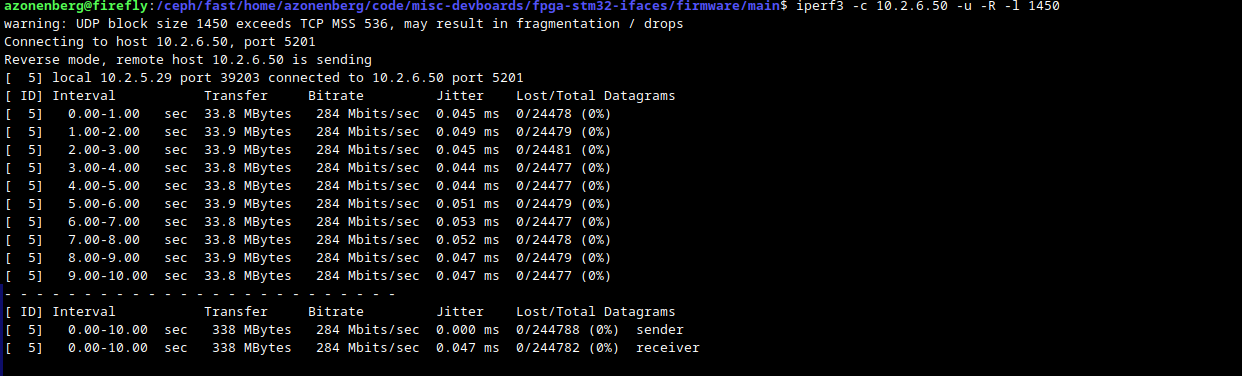 azonenberg@firefly:/ceph/fast/home/azonenberg/code/misc-devboards/fpga-stm32-ifaces/firmware/main$ iperf3 -c 10.2.6.50 -u -R -l 1450
warning: UDP block size 1450 exceeds TCP MSS 536, may result in fragmentation / drops
Connecting to host 10.2.6.50, port 5201
Reverse mode, remote host 10.2.6.50 is sending
[  5] local 10.2.5.29 port 39203 connected to 10.2.6.50 port 5201
[ ID] Interval           Transfer     Bitrate         Jitter    Lost/Total Datagrams
[  5]   0.00-1.00   sec  33.8 MBytes   284 Mbits/sec  0.045 ms  0/24478 (0%)
[  5]   1.00-2.00   sec  33.9 MBytes   284 Mbits/sec  0.049 ms  0/24479 (0%)
[  5]   2.00-3.00   sec  33.9 MBytes   284 Mbits/sec  0.045 ms  0/24481 (0%)
[  5]   3.00-4.00   sec  33.8 MBytes   284 Mbits/sec  0.044 ms  0/24477 (0%)
[  5]   4.00-5.00   sec  33.8 MBytes   284 Mbits/sec  0.044 ms  0/24477 (0%)
[  5]   5.00-6.00   sec  33.9 MBytes   284 Mbits/sec  0.051 ms  0/24479 (0%)
[  5]   6.00-7.00   sec  33.8 MBytes   284 Mbits/sec  0.053 ms  0/24477 (0%)
[  5]   7.00-8.00   sec  33.8 MBytes   284 Mbits/sec  0.052 ms  0/24478 (0%)
[  5]   8.00-9.00   sec  33.9 MBytes   284 Mbits/sec  0.047 ms  0/24479 (0%)
[  5]   9.00-10.00  sec  33.8 MBytes   284 Mbits/sec  0.047 ms  0/24477 (0%)
- - - - - - - - - - - - - - - - - - - - - - - - -
[ ID] Interval           Transfer     Bitrate         Jitter    Lost/Total Datagrams
[  5]   0.00-10.00  sec   338 MBytes   284 Mbits/sec  0.000 ms  0/244788 (0%)  sender
[  5]   0.00-10.00  sec   338 MBytes   284 Mbits/sec  0.047 ms  0/244782 (0%)  receiver